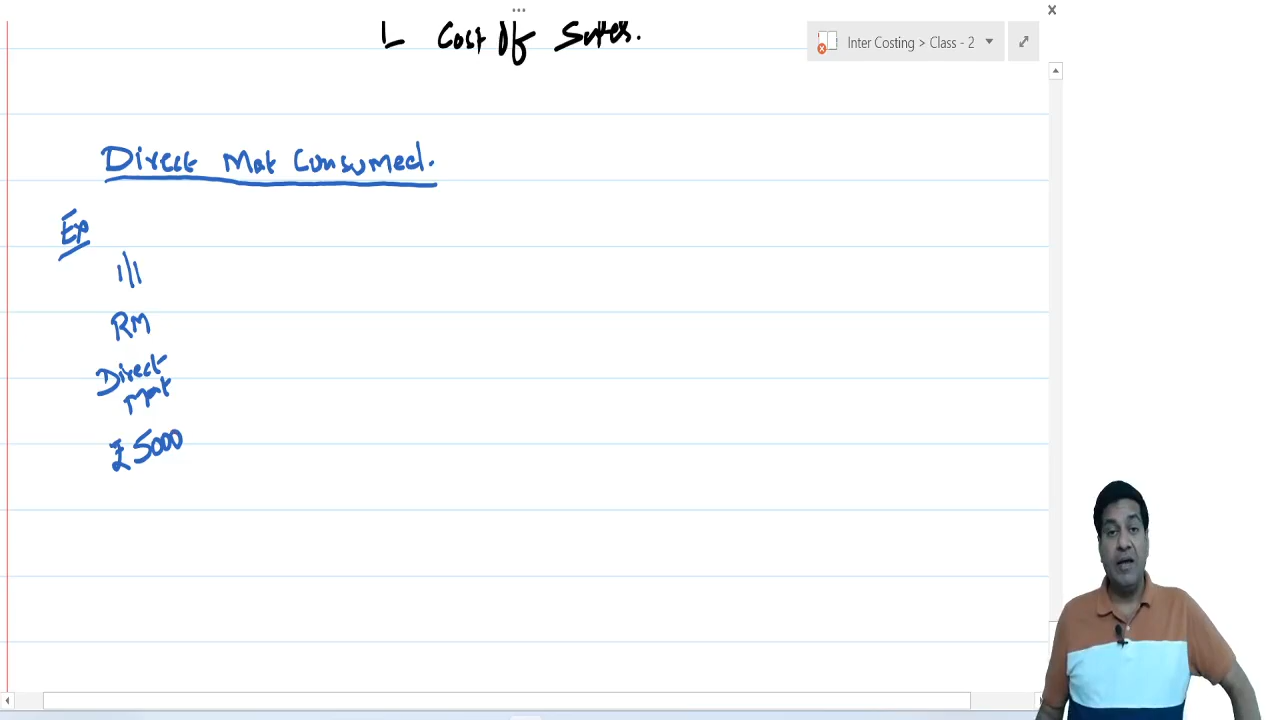 Cost Of Sales.
Inter Costing > Class - 2
Direct Mat Consumed.
Ex
1/1
RM
Direct
Mat
₹5000